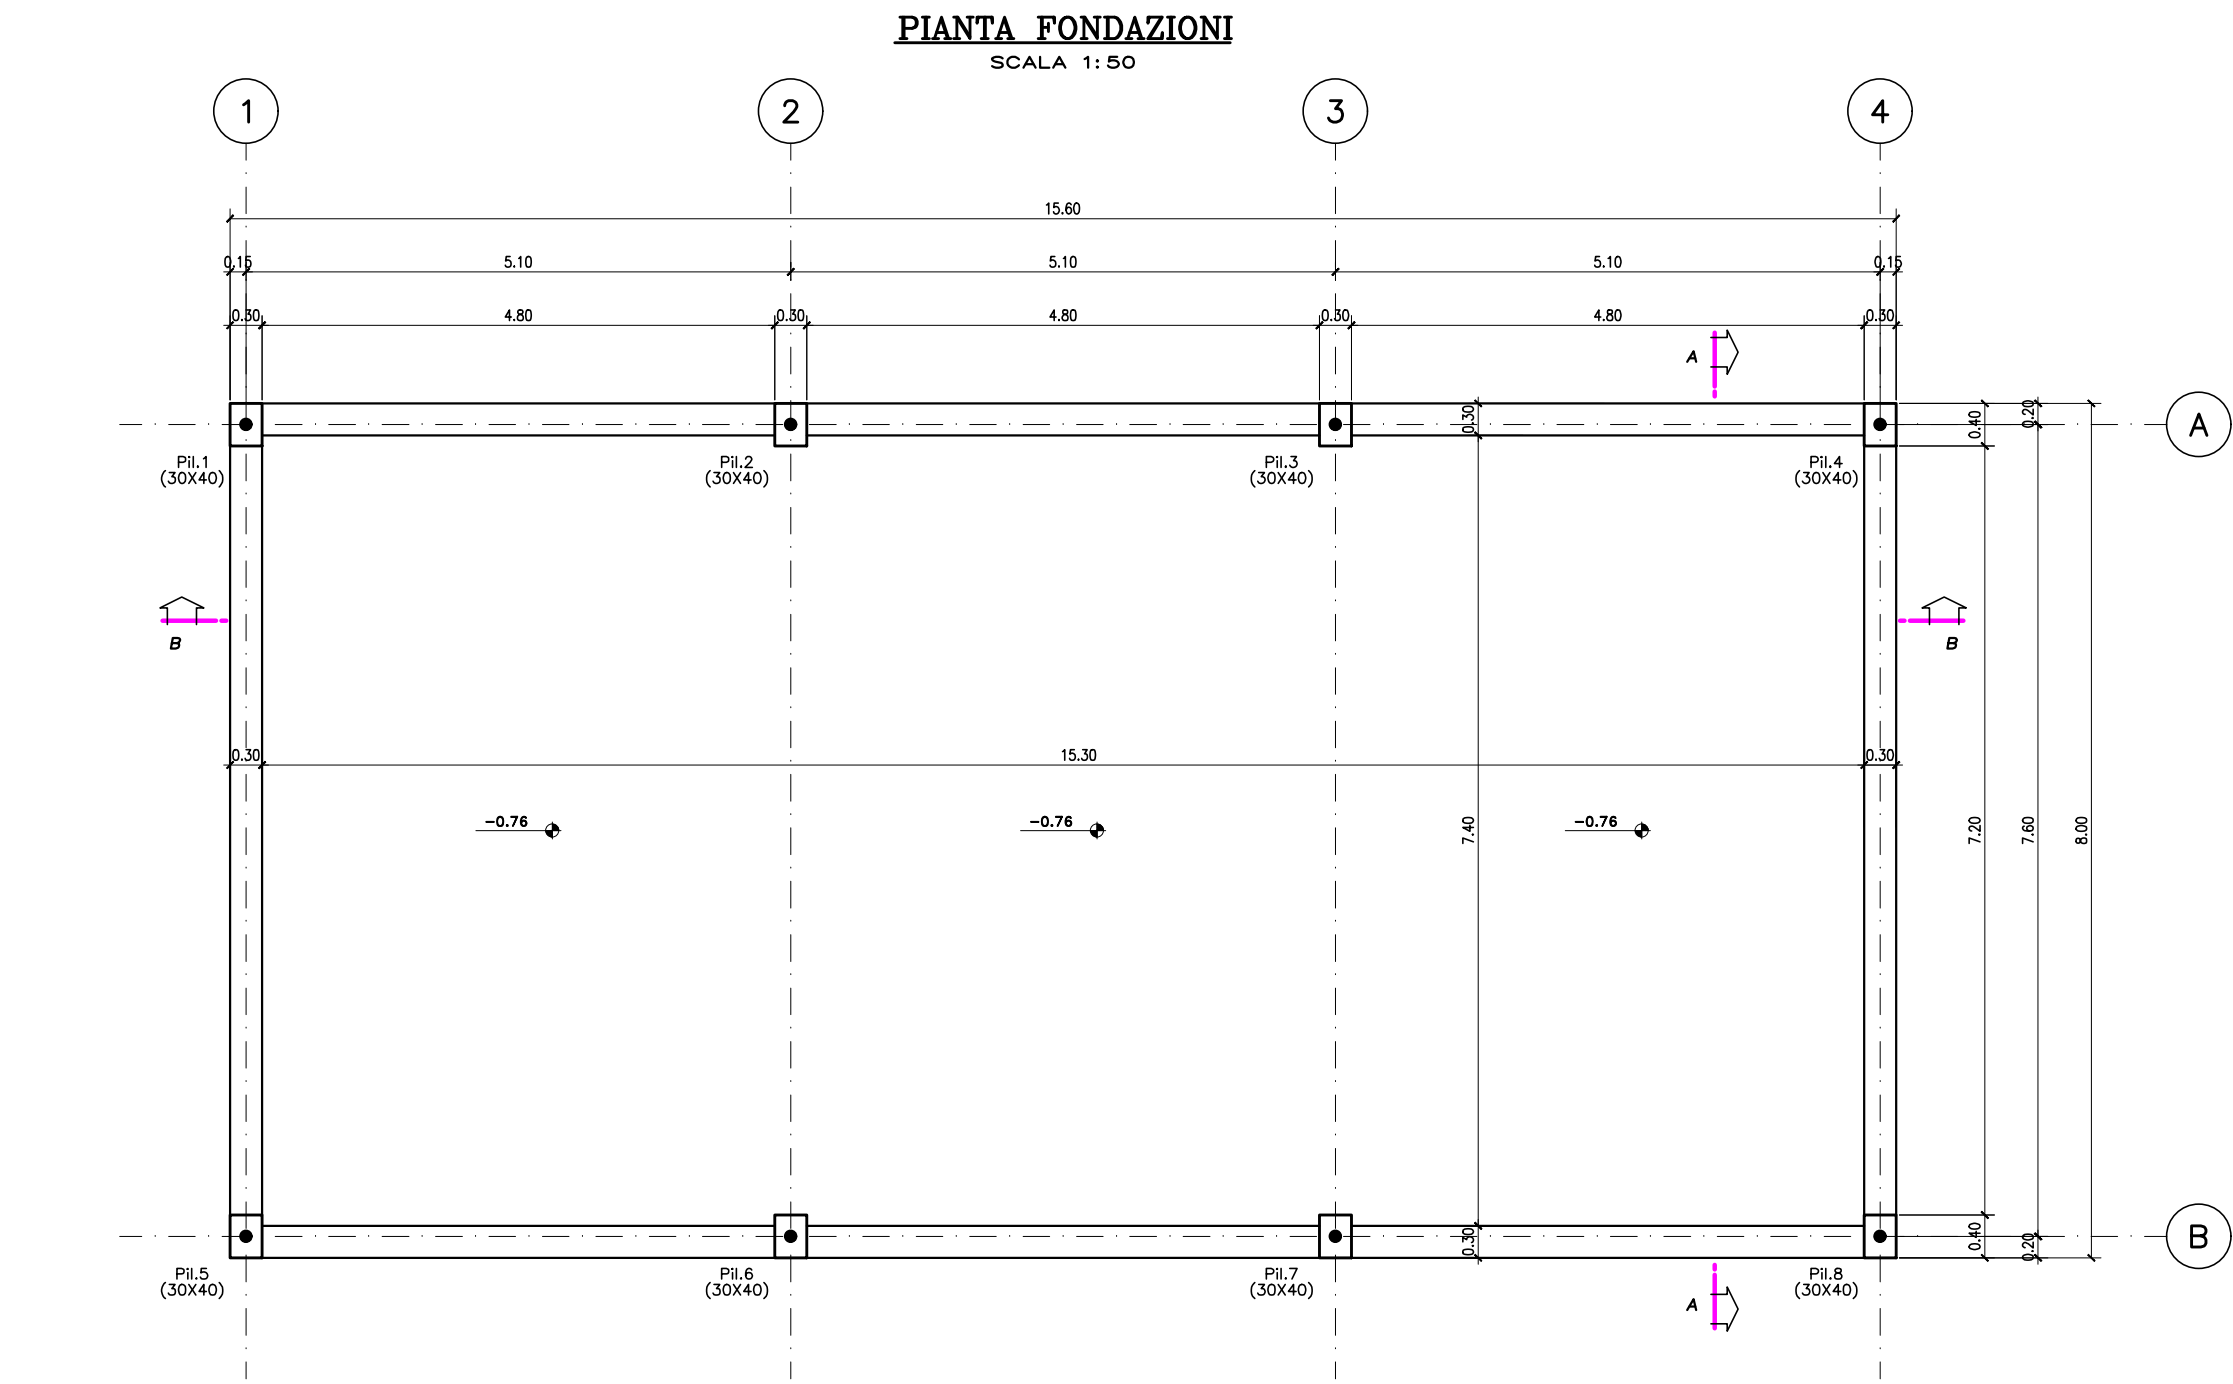 PIANTA FONDAZIONI
SCALA 1:50
1 2 3 4
15.60
0.15 5.10 5.10 5.10 0.15
0.30 4.80 0.30 4.80 0.30 4.80 0.30
A
0.30 0.40 0.20 A
Pil.1 Pil.2 Pil.3 Pil.4
(30X40) (30X40) (30X40) (30X40)
B B
0.30 15.30 0.30
-0.76 -0.76 -0.76
7.40 7.20 7.60 8.00
0.30 0.40 0.20 B
Pil.5 Pil.6 Pil.7 Pil.8
(30X40) (30X40) (30X40) (30X40)
A